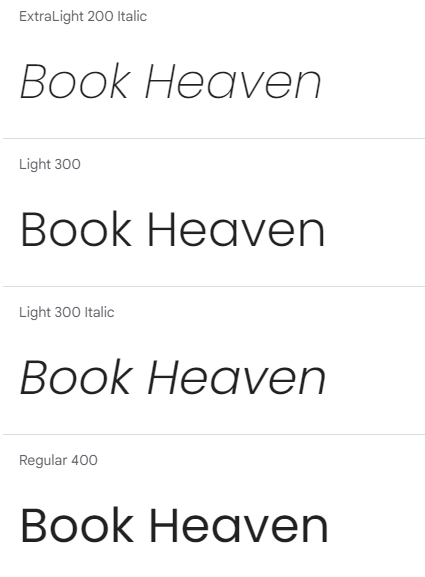 ExtraLight 200 Italic
Book Heaven
Light 300
Book Heaven
Light 300 Italic
Book Heaven
Regular 400
Book Heaven